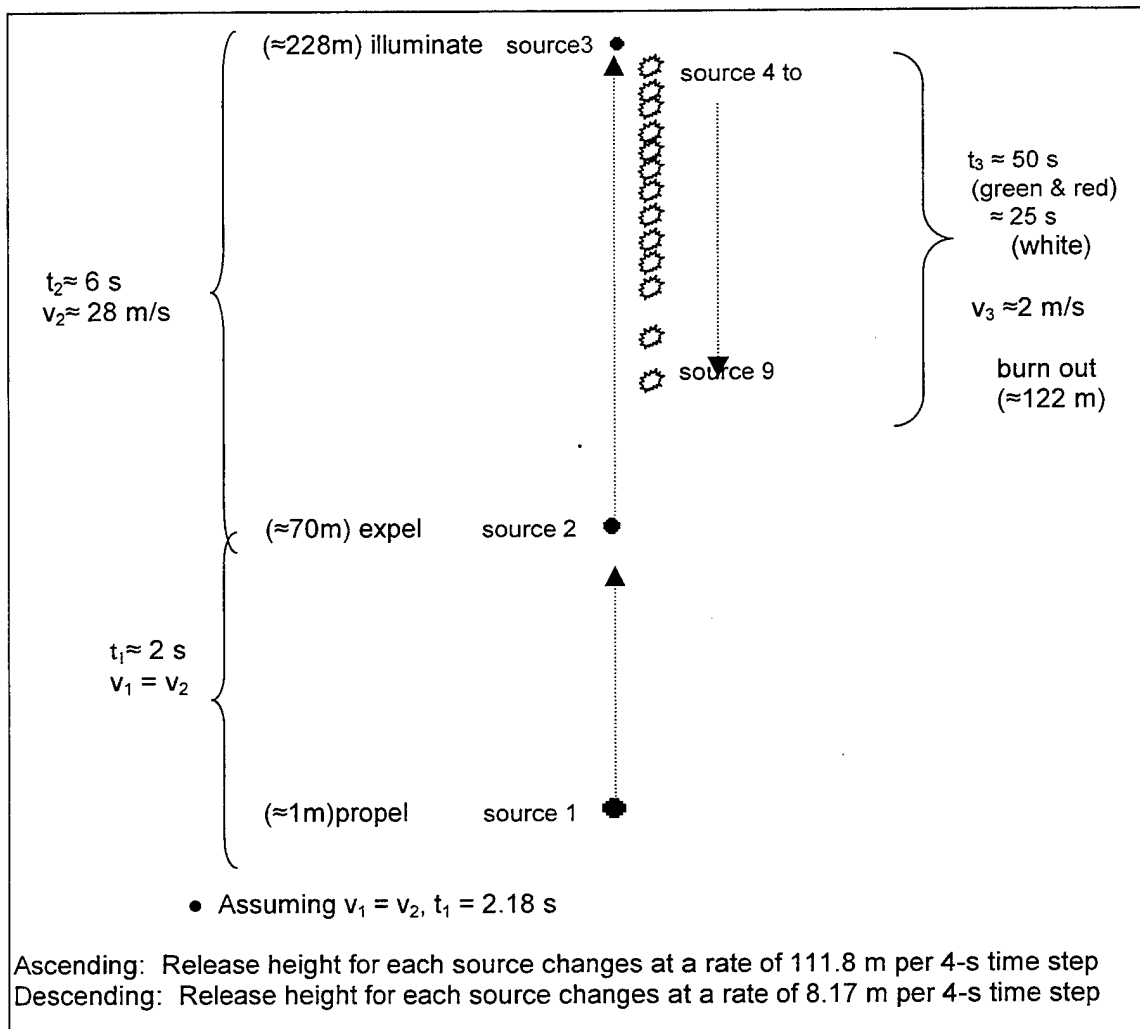 (≈228m) illuminate source3
source 4 to
t₃ ≈ 50 s
(green & red)
≈ 25 s
(white)
t₂≈ 6 s
v₂≈ 28 m/s
v₃ ≈2 m/s
source 9
burn out
(≈122 m)
(≈70m) expel source 2
t₁≈ 2 s
v₁ = v₂
(≈1m)propel source 1
● Assuming v₁ = v₂, t₁ = 2.18 s
Ascending: Release height for each source changes at a rate of 111.8 m per 4-s time step
Descending: Release height for each source changes at a rate of 8.17 m per 4-s time step